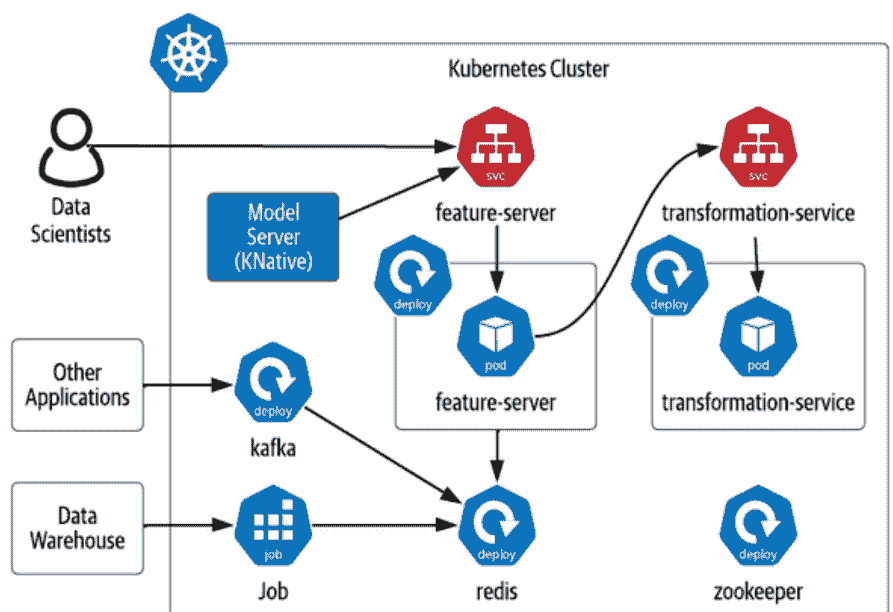 Kubernetes Cluster
svc
svc
Data
Scientists
Model
Server
(KNative)
feature-server
transformation-service
deploy
deploy
pod
pod
Other
Applications
deploy
feature-server
transformation-service
kafka
Data
Warehouse
job
deploy
deploy
Job
redis
zookeeper